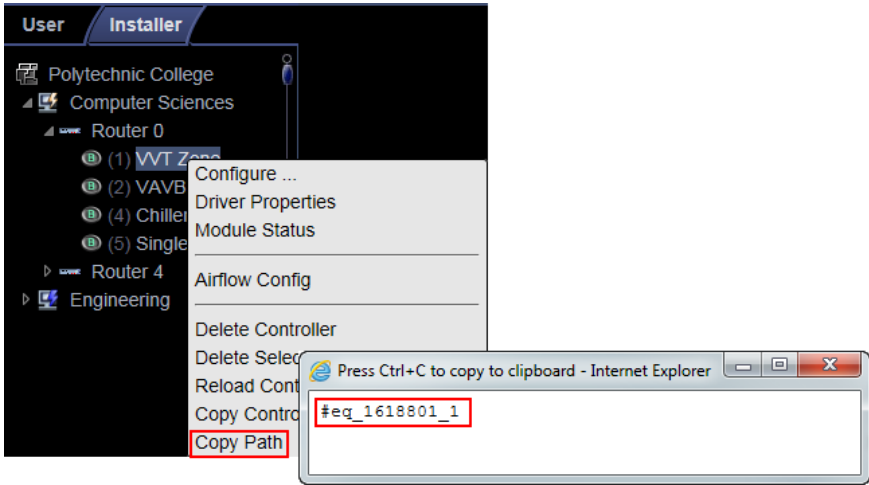 User Installer
Polytechnic College
Computer Sciences
Router 0
(1) VVT Zone
(2) VAVB
(4) Chiller
(5) Single
Router 4
Engineering
Configure ...
Driver Properties
Module Status
Airflow Config
Delete Controller
Delete Selec
Reload Cont
Copy Contro
Copy Path
Press Ctrl+C to copy to clipboard - Internet Explorer
#eq_1618801_1